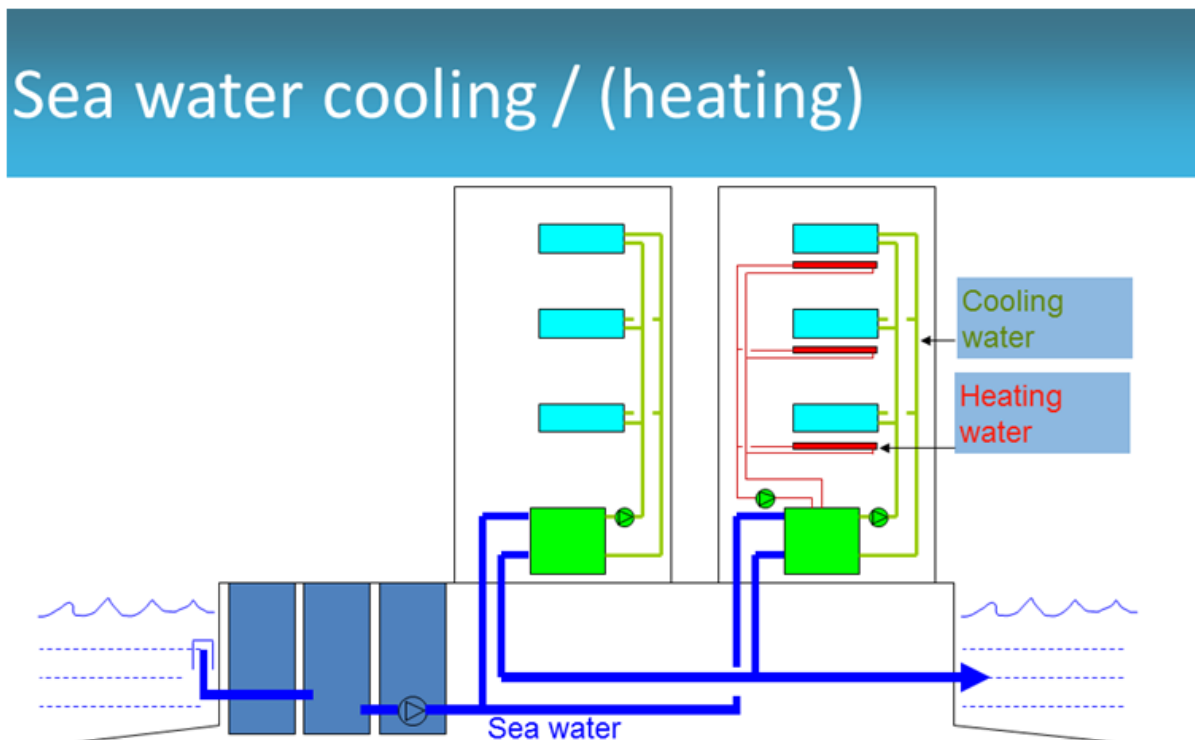 Sea water cooling / (heating)
Cooling
water
Heating
water
Sea water